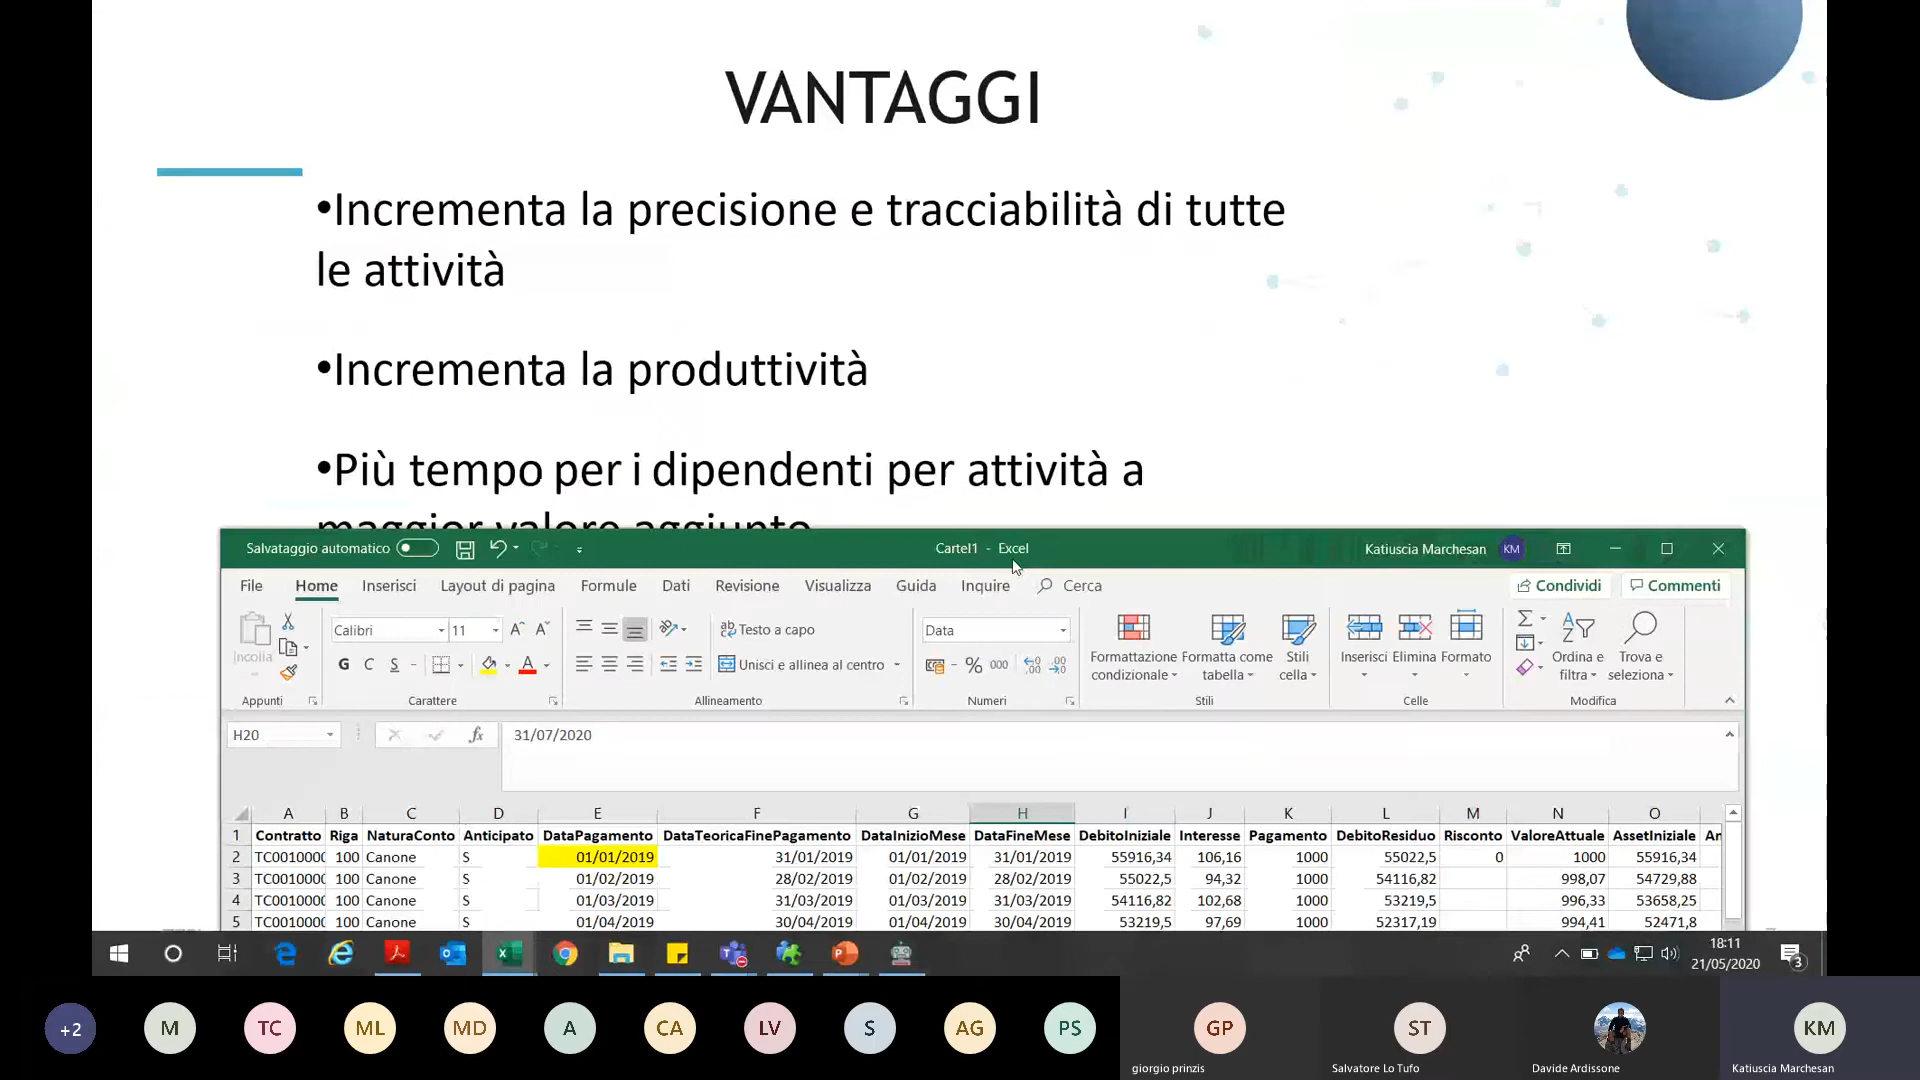 VANTAGGI
•Incrementa la precisione e tracciabilità di tutte
le attività
•Incrementa la produttività
•Più tempo per i dipendenti per attività a
maggior valore aggiunto
Salvataggio automatico
Cartel1 - Excel
Katiuscia Marchesan KM
File Home Inserisci Layout di pagina Formule Dati Revisione Visualizza Guida Inquire Cerca Condividi Commenti
Incolla
Calibri 11
G C S
Testo a capo
Unisci e allinea al centro
Data
% 000
Formattazione condizionale
Formatta come tabella
Stili cella
Inserisci Elimina Formato
Ordina e filtra
Trova e seleziona
Appunti Carattere Allineamento Numeri Stili Celle Modifica
H20 fx 31/07/2020
A B C D E F G H I J K L M N O
1 Contratto Riga NaturaConto Anticipato DataPagamento DataTeoricaFinePagamento DataInizioMese DataFineMese DebitoIniziale Interesse Pagamento DebitoResiduo Risconto ValoreAttuale AssetIniziale An
2 TC0010000 100 Canone S 01/01/2019 31/01/2019 01/01/2019 31/01/2019 55916,34 106,16 1000 55022,5 0 1000 55916,34
3 TC0010000 100 Canone S 01/02/2019 28/02/2019 01/02/2019 28/02/2019 55022,5 94,32 1000 54116,82 998,07 54729,88
4 TC0010000 100 Canone S 01/03/2019 31/03/2019 01/03/2019 31/03/2019 54116,82 102,68 1000 53219,5 996,33 53658,25
5 TC0010000 100 Canone S 01/04/2019 30/04/2019 01/04/2019 30/04/2019 53219,5 97,69 1000 52317,19 994,41 52471,8
18:11
21/05/2020
3
+2 M TC ML MD A CA LV S AG PS GP ST KM
giorgio prinzis Salvatore Lo Tufo Davide Ardissone Katiuscia Marchesan